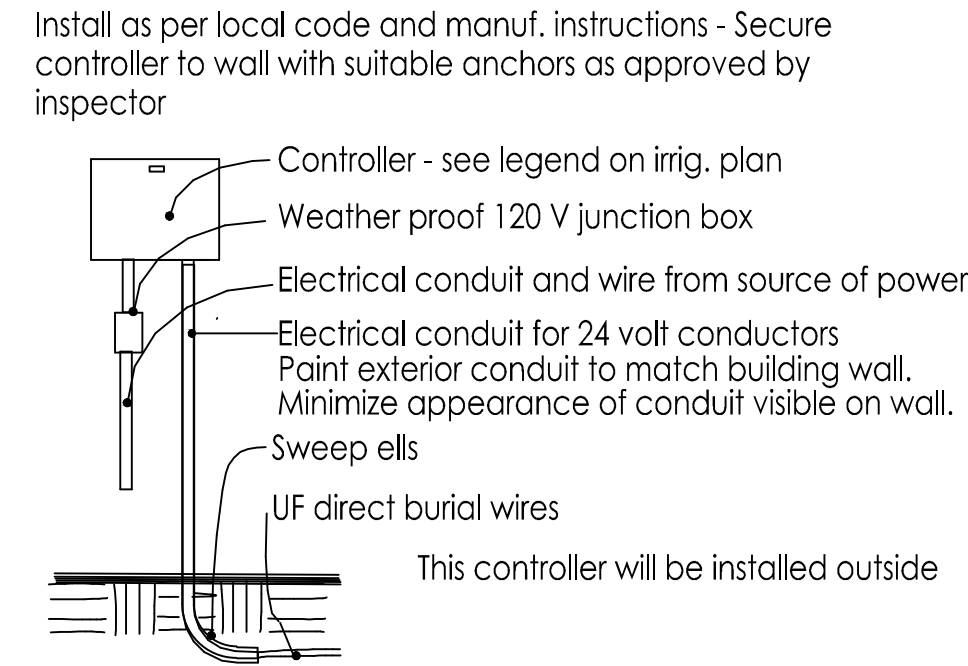 Install as per local code and manuf. instructions - Secure
controller to wall with suitable anchors as approved by
inspector
Controller - see legend on irrig. plan
Weather proof 120 V junction box
Electrical conduit and wire from source of power
Electrical conduit for 24 volt conductors
Paint exterior conduit to match building wall.
Minimize appearance of conduit visible on wall.
Sweep ells
UF direct burial wires
This controller will be installed outside